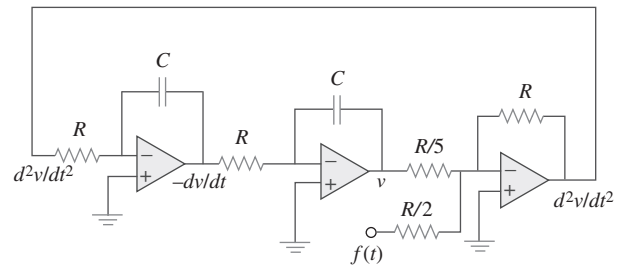 C
R
d²v/dt²
−
+
−dv/dt
R
C
−
+
v
R/5
R/2
f(t)
R
−
+
d²v/dt²